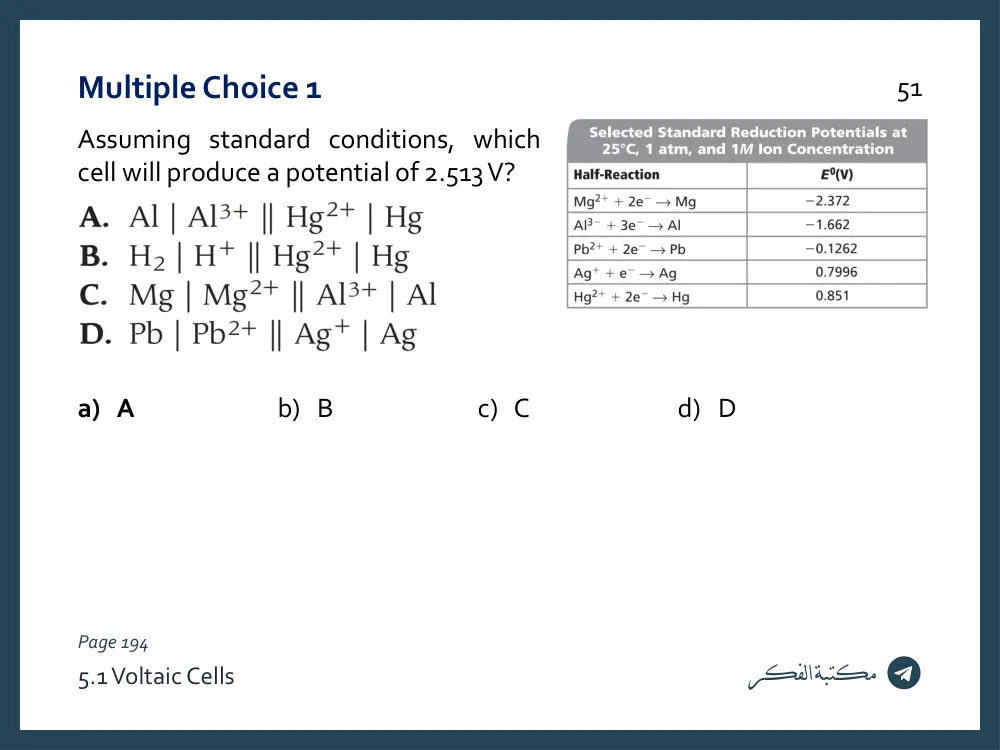 Multiple Choice 1
51
Assuming standard conditions, which
cell will produce a potential of 2.513 V?
A. Al | Al³⁺ || Hg²⁺ | Hg
B. H₂ | H⁺ || Hg²⁺ | Hg
C. Mg | Mg²⁺ || Al³⁺ | Al
D. Pb | Pb²⁺ || Ag⁺ | Ag
Selected Standard Reduction Potentials at
25°C, 1 atm, and 1M Ion Concentration
Half-Reaction E⁰(V)
Mg²⁺ + 2e⁻ → Mg −2.372
Al³⁻ + 3e⁻ → Al −1.662
Pb²⁺ + 2e⁻ → Pb −0.1262
Ag⁺ + e⁻ → Ag 0.7996
Hg²⁺ + 2e⁻ → Hg 0.851
a) A b) B c) C d) D
Page 194
5.1 Voltaic Cells
مكتبة الفكر